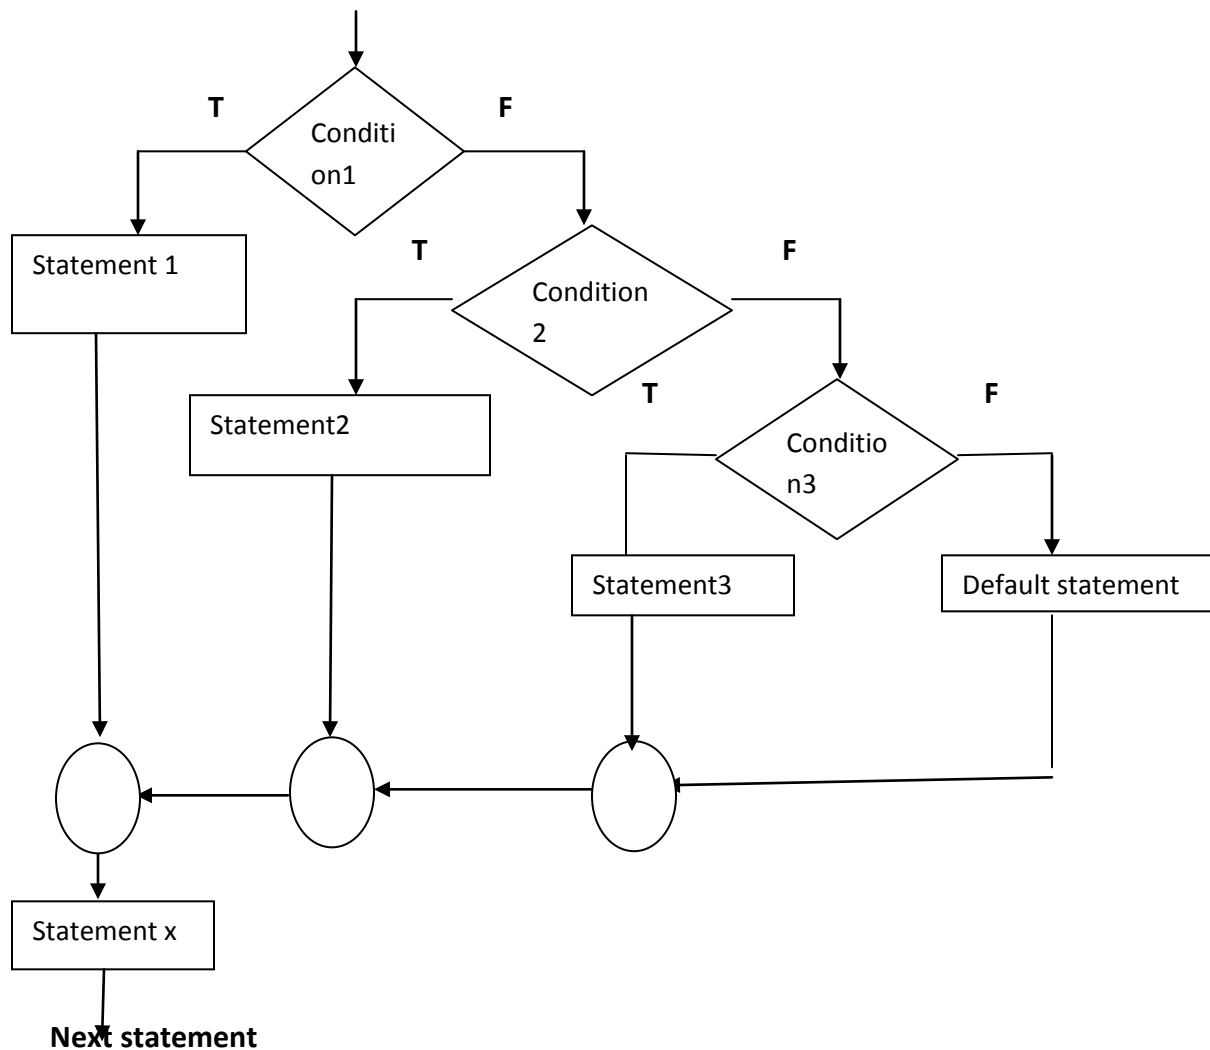 T
F
Conditi
on1
Statement 1
T
F
Condition
2
Statement2
T
F
Conditio
n3
Statement3
Default statement
Statement x
Next statement